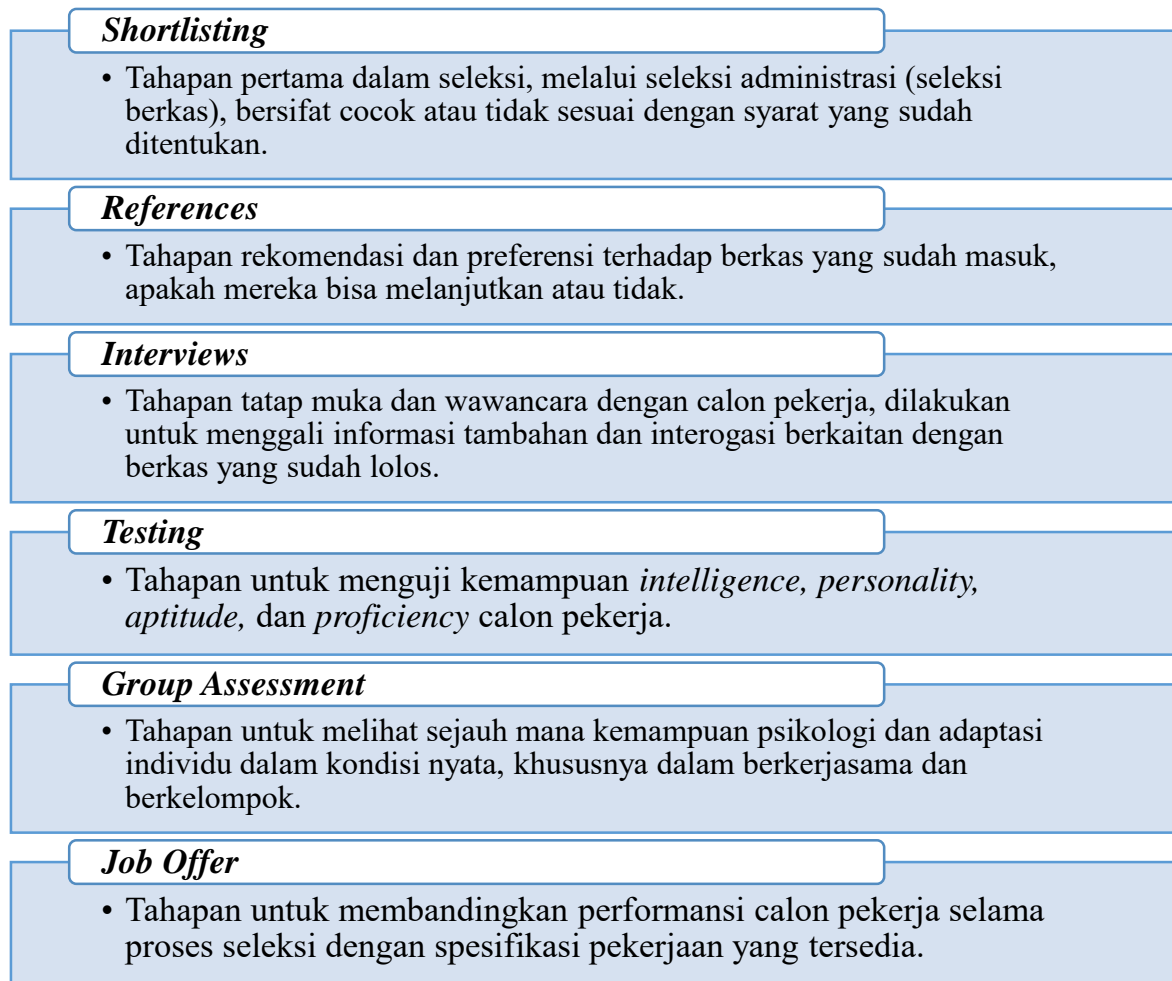 Shortlisting
• Tahapan pertama dalam seleksi, melalui seleksi administrasi (seleksi
berkas), bersifat cocok atau tidak sesuai dengan syarat yang sudah
ditentukan.
References
• Tahapan rekomendasi dan preferensi terhadap berkas yang sudah masuk,
apakah mereka bisa melanjutkan atau tidak.
Interviews
• Tahapan tatap muka dan wawancara dengan calon pekerja, dilakukan
untuk menggali informasi tambahan dan interogasi berkaitan dengan
berkas yang sudah lolos.
Testing
• Tahapan untuk menguji kemampuan intelligence, personality,
aptitude, dan proficiency calon pekerja.
Group Assessment
• Tahapan untuk melihat sejauh mana kemampuan psikologi dan adaptasi
individu dalam kondisi nyata, khususnya dalam berkerjasama dan
berkelompok.
Job Offer
• Tahapan untuk membandingkan performansi calon pekerja selama
proses seleksi dengan spesifikasi pekerjaan yang tersedia.